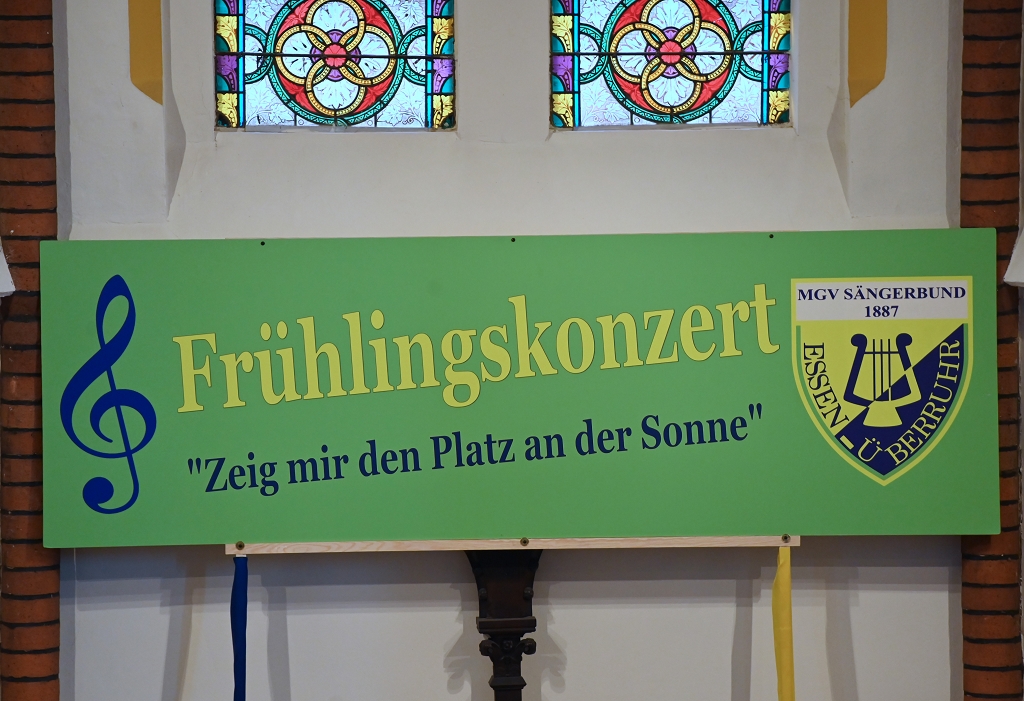 Frühlingskonzert
"Zeig mir den Platz an der Sonne"
MGV SÄNGERBUND
1887
ESSEN-ÜBERRUHR